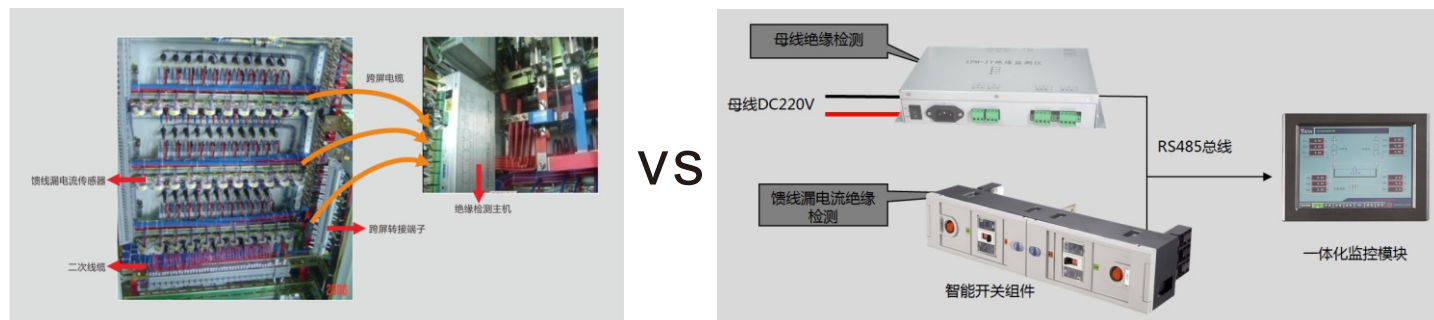 跨屏电缆
馈线漏电流传感器
绝缘检测主机
跨屏转接端子
二次线缆
2006
VS
母线绝缘检测
母线DC220V
RS485总线
馈线漏电流绝缘
检测
智能开关组件
一体化监控模块